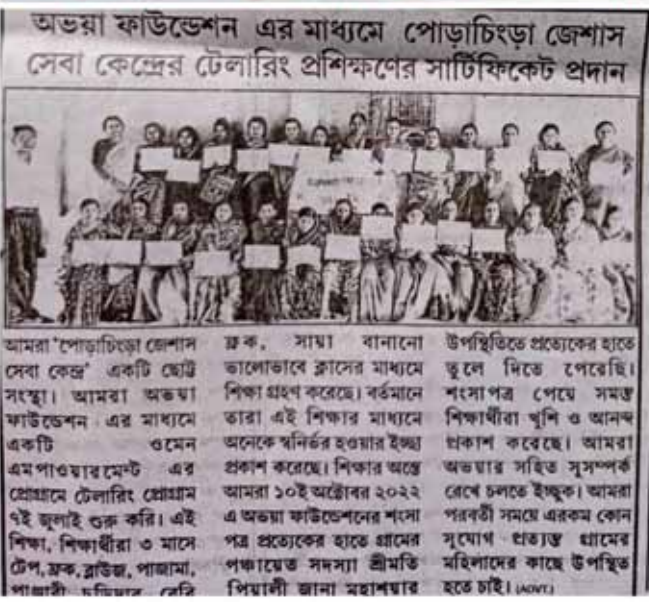 অভয়া ফাউন্ডেশন এর মাধ্যমে পোড়াচিংড়া জেশাস
সেবা কেন্দ্রের টেলারিং প্রশিক্ষণের সার্টিফিকেট প্রদান
আমরা 'পোড়াচিংড়া জেশাস
সেবা কেন্দ্র' একটি ছোট্ট
সংস্থা। আমরা অভয়া
ফাউন্ডেশন এর মাধ্যমে
একটি ওমেন
এমপাওয়ারমেন্ট এর
প্রোগ্রামে টেলারিং প্রোগ্রাম
৭ই জুলাই শুরু করি। এই
শিক্ষা, শিক্ষার্থীরা ৩ মাসে
টেপ, ফ্রক, ব্লাউজ, পাজামা,
পাঞ্জাবী
ফ্রক, সায়া বানানো
ভালোভাবে ক্লাসের মাধ্যমে
শিক্ষা গ্রহণ করেছে। বর্তমানে
তারা এই শিক্ষার মাধ্যমে
অনেকে স্বনির্ভর হওয়ার ইচ্ছা
প্রকাশ করেছে। শিক্ষার অন্তে
আমরা ১০ই অক্টোবর ২০২২
এ অভয়া ফাউন্ডেশনের শংসা
পত্র প্রত্যেকের হাতে গ্রামের
পঞ্চায়েত সদস্যা শ্রীমতি
পিয়ালী জানা মহাশয়ার
উপস্থিতিতে প্রত্যেকের হাতে
তুলে দিতে পেরেছি।
শংসাপত্র পেয়ে সমস্ত
শিক্ষার্থীরা খুশি ও আনন্দ
প্রকাশ করেছে। আমরা
অভয়ার সহিত সুসম্পর্ক
রেখে চলতে ইচ্ছুক। আমরা
পরবর্তী সময়ে এরকম কোন
সুযোগ প্রত্যন্ত গ্রামের
মহিলাদের কাছে উপস্থিত
হতে চাই। (ADVT.)